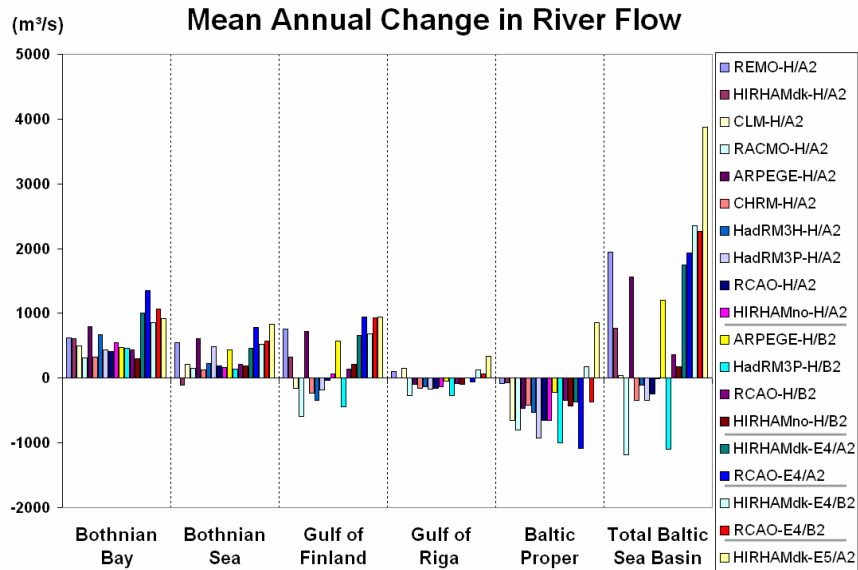 Mean Annual Change in River Flow
(m³/s)
5000
4000
3000
2000
1000
0
-1000
-2000
Bothnian Bay
Bothnian Sea
Gulf of Finland
Gulf of Riga
Baltic Proper
Total Baltic Sea Basin
REMO-H/A2
HIRHAMdk-H/A2
CLM-H/A2
RACMO-H/A2
ARPEGE-H/A2
CHRM-H/A2
HadRM3H-H/A2
HadRM3P-H/A2
RCAO-H/A2
HIRHAMno-H/A2
ARPEGE-H/B2
HadRM3P-H/B2
RCAO-H/B2
HIRHAMno-H/B2
HIRHAMdk-E4/A2
RCAO-E4/A2
HIRHAMdk-E4/B2
RCAO-E4/B2
HIRHAMdk-E5/A2